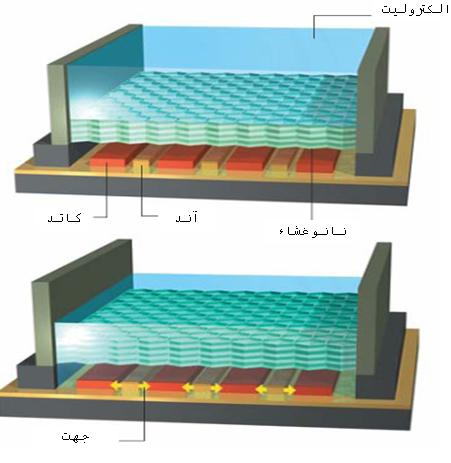 الکترولیت
کاتد
آند
نانوغشاء
جهت